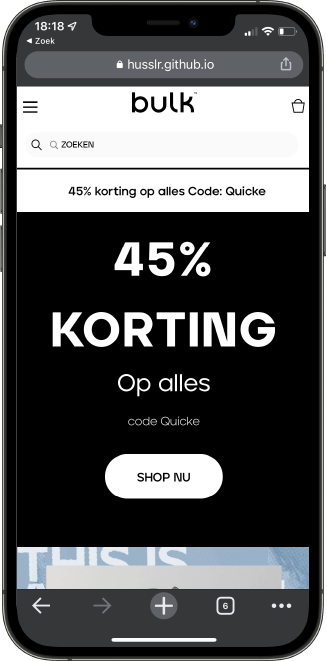 18:18
Zoek
husslr.github.io
bulk
ZOEKEN
45% korting op alles Code: Quicke
45%
KORTING
Op alles
code Quicke
SHOP NU
THIS IS
6